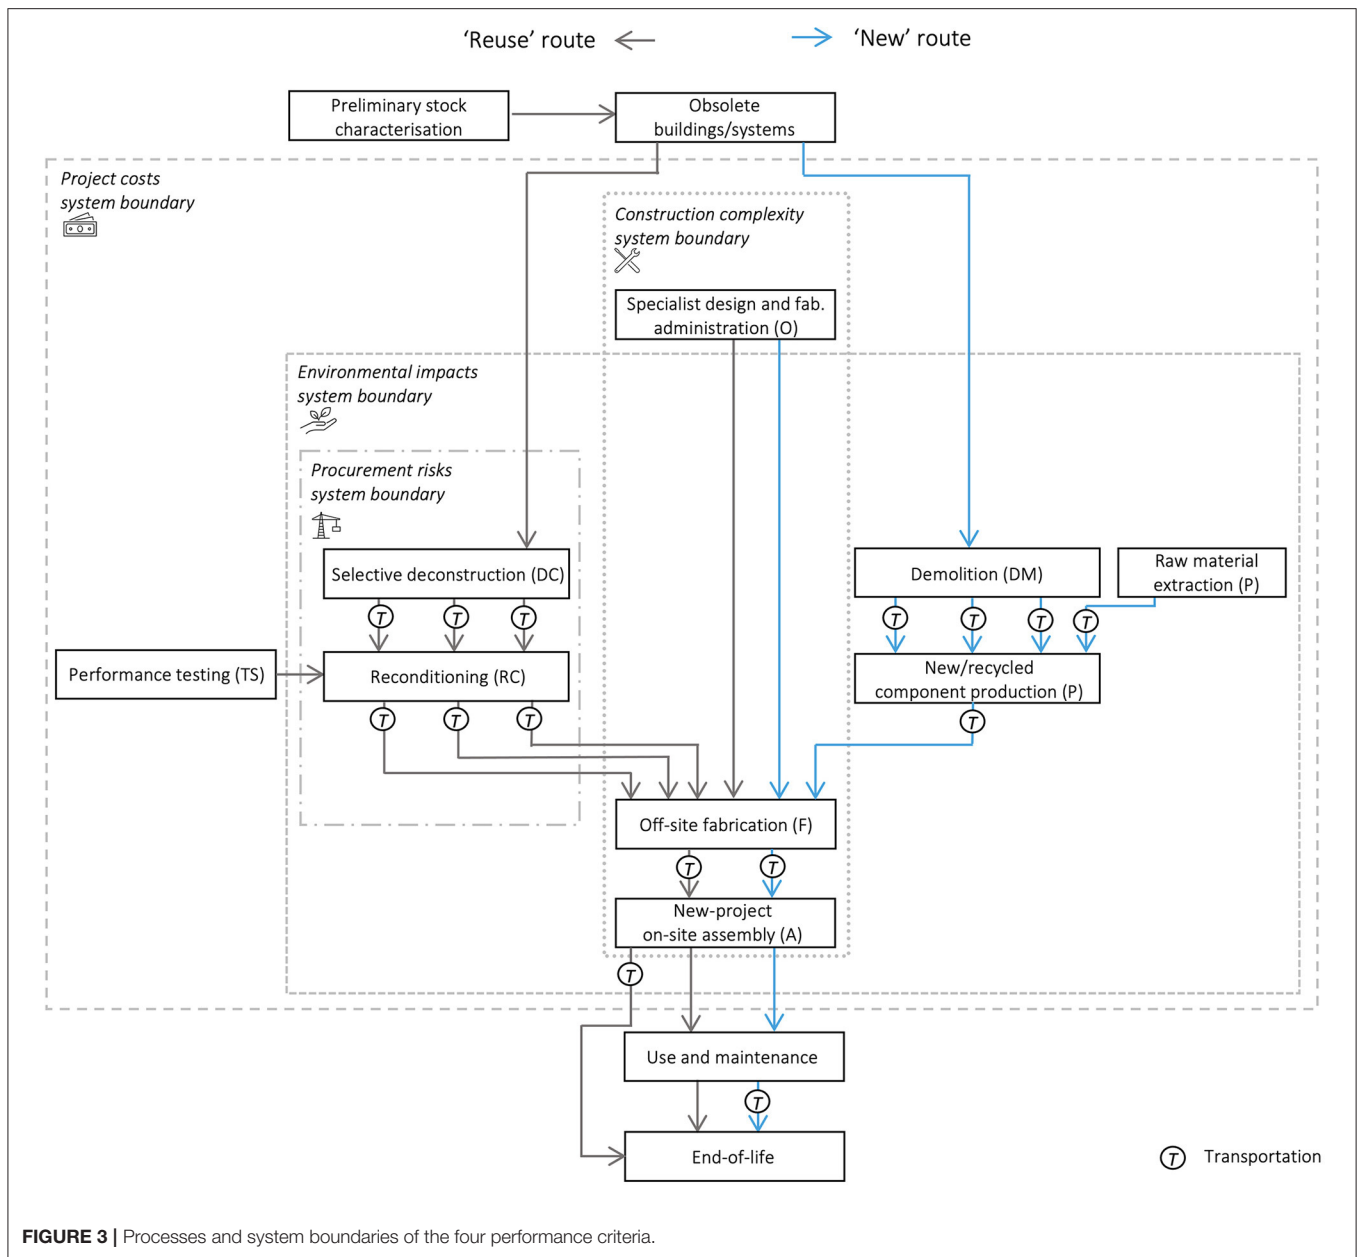 ‘Reuse’ route
‘New’ route
Preliminary stock
characterisation
Obsolete
buildings/systems
Project costs
system boundary
Construction complexity
system boundary
Specialist design and fab.
administration (O)
Environmental impacts
system boundary
Procurement risks
system boundary
Selective deconstruction (DC)
Demolition (DM)
Raw material
extraction (P)
T
T
T
T
T
T
T
Performance testing (TS)
Reconditioning (RC)
New/recycled
component production (P)
T
T
T
T
Off-site fabrication (F)
T
T
New-project
on-site assembly (A)
T
Use and maintenance
T
End-of-life
T
Transportation
FIGURE 3 | Processes and system boundaries of the four performance criteria.